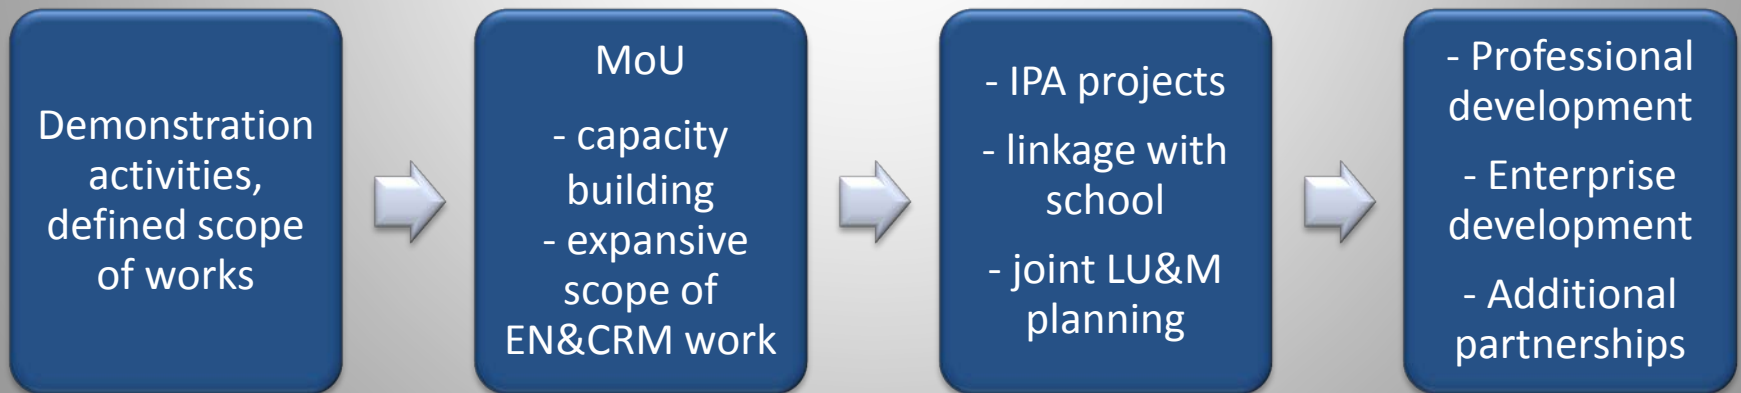 Demonstration
activities,
defined scope
of works
MoU
- capacity
building
- expansive
scope of
EN&CRM work
- IPA projects
- linkage with
school
- joint LU&M
planning
- Professional
development
- Enterprise
development
- Additional
partnerships